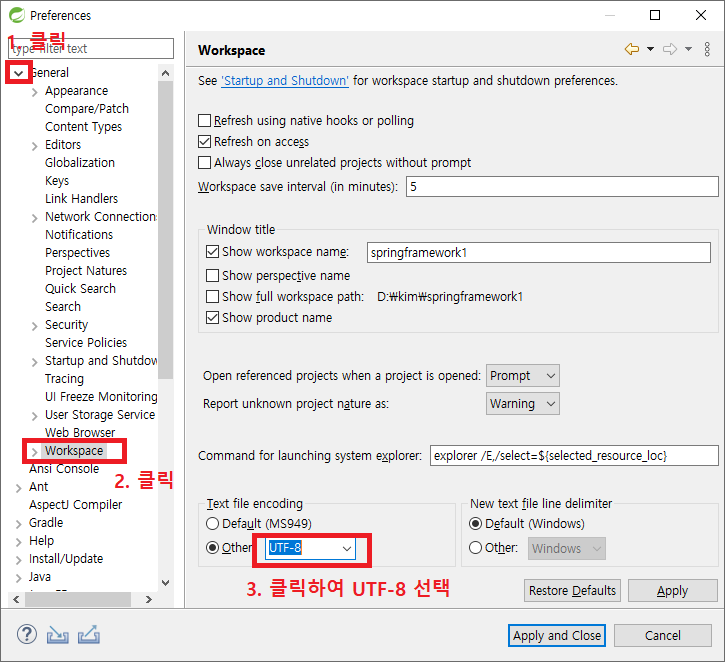 Preferences
1. 클릭
type filter text
General
Appearance
Compare/Patch
Content Types
Editors
Globalization
Keys
Link Handlers
Network Connection
Notifications
Perspectives
Project Natures
Quick Search
Search
Security
Service Policies
Startup and Shutdow
Tracing
UI Freeze Monitoring
User Storage Service
Web Browser
Workspace
2. 클릭
Ansi Console
Ant
AspectJ Compiler
Gradle
Help
Install/Update
Java
Workspace
See 'Startup and Shutdown' for workspace startup and shutdown preferences.
Refresh using native hooks or polling
Refresh on access
Always close unrelated projects without prompt
Workspace save interval (in minutes): 5
Window title
Show workspace name: springframework1
Show perspective name
Show full workspace path: D:₩kim₩springframework1
Show product name
Open referenced projects when a project is opened: Prompt
Report unknown project nature as: Warning
Command for launching system explorer: explorer /E,/select=${selected_resource_loc}
Text file encoding
Default (MS949)
Other: UTF-8
New text file line delimiter
Default (Windows)
Other: Windows
3. 클릭하여 UTF-8 선택
Restore Defaults
Apply
?
Apply and Close
Cancel